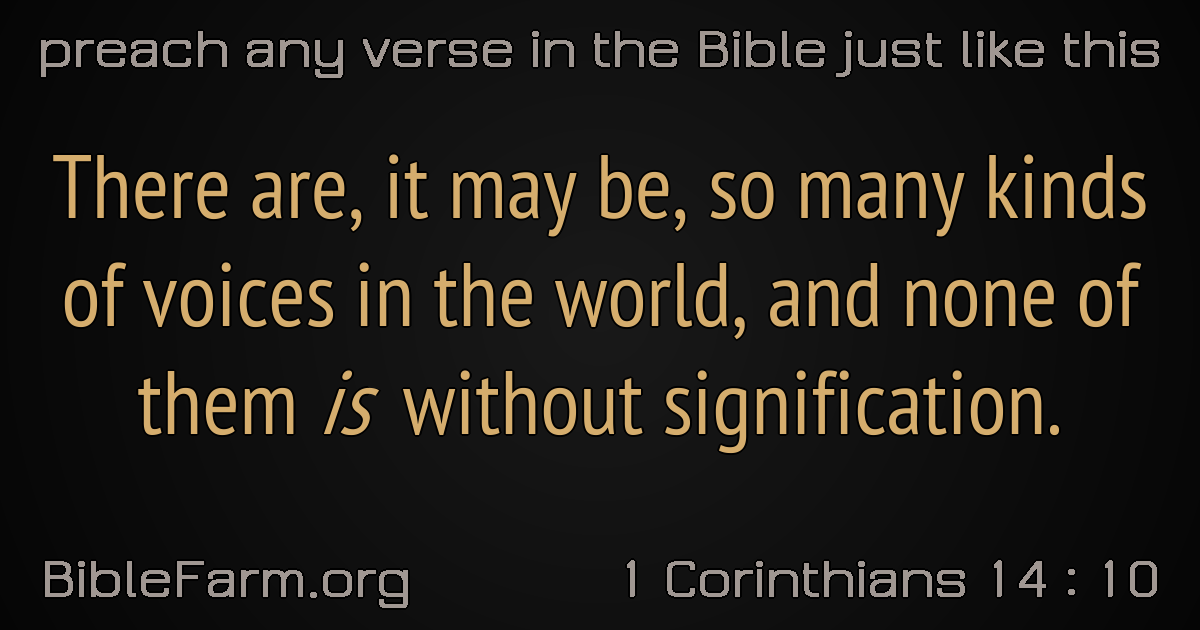 preach any verse in the Bible just like this
There are, it may be, so many kinds
of voices in the world, and none of
them is without signification.
BibleFarm.org
1 Corinthians 14 : 10